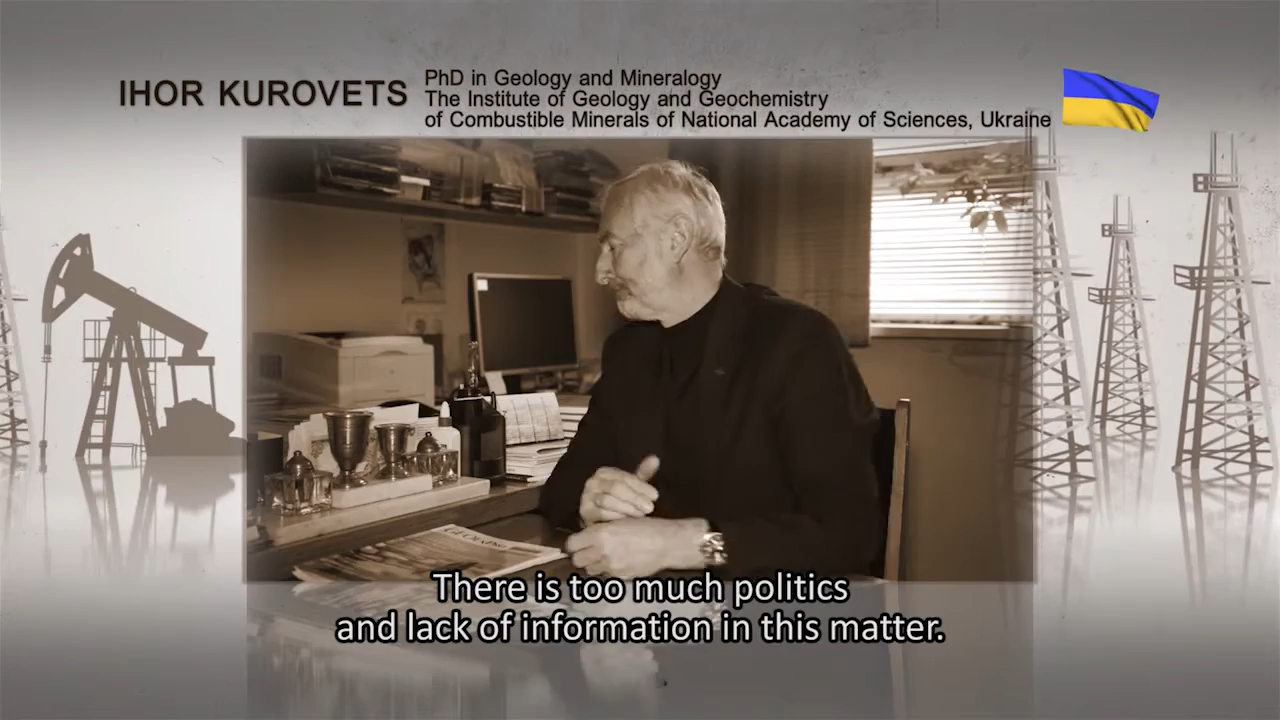 IHOR KUROVETS
PhD in Geology and Mineralogy
The Institute of Geology and Geochemistry
of Combustible Minerals of National Academy of Sciences, Ukraine
There is too much politics
and lack of information in this matter.